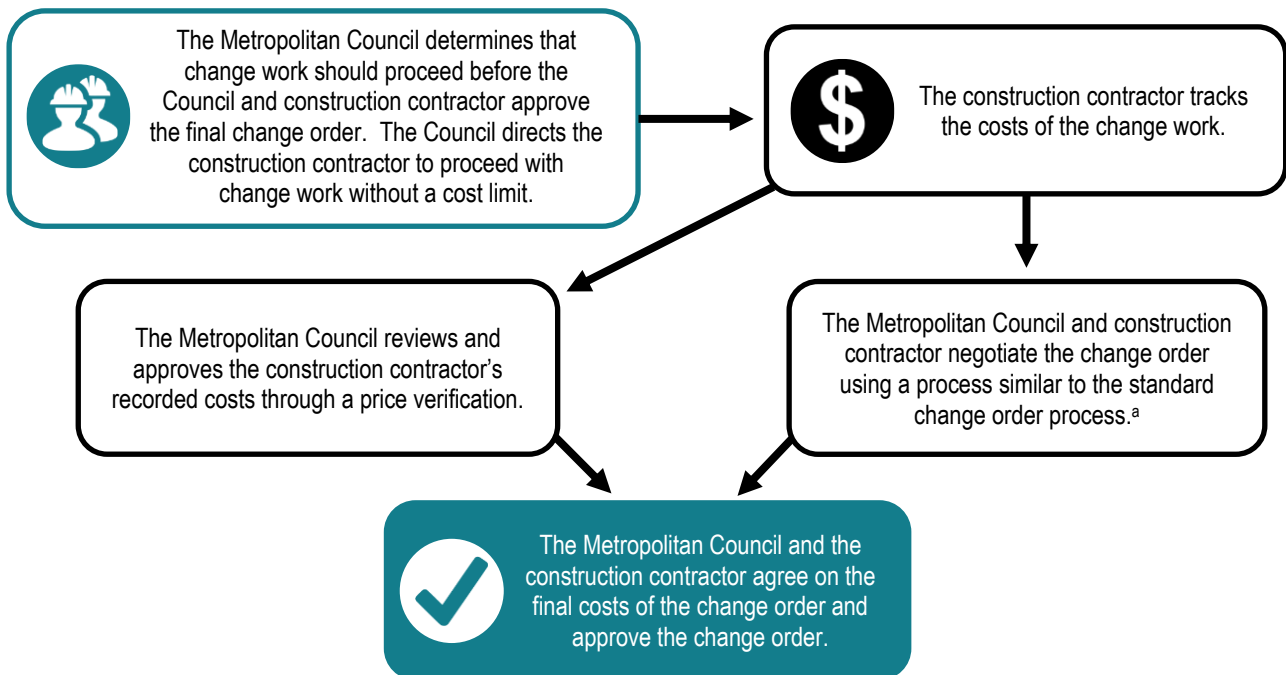 The Metropolitan Council determines that
change work should proceed before the
Council and construction contractor approve
the final change order.  The Council directs the
construction contractor to proceed with
change work without a cost limit.
$
The construction contractor tracks
the costs of the change work.
The Metropolitan Council reviews and
approves the construction contractor’s
recorded costs through a price verification.
The Metropolitan Council and construction
contractor negotiate the change order
using a process similar to the standard
change order process.ᵃ
The Metropolitan Council and the
construction contractor agree on the
final costs of the change order and
approve the change order.